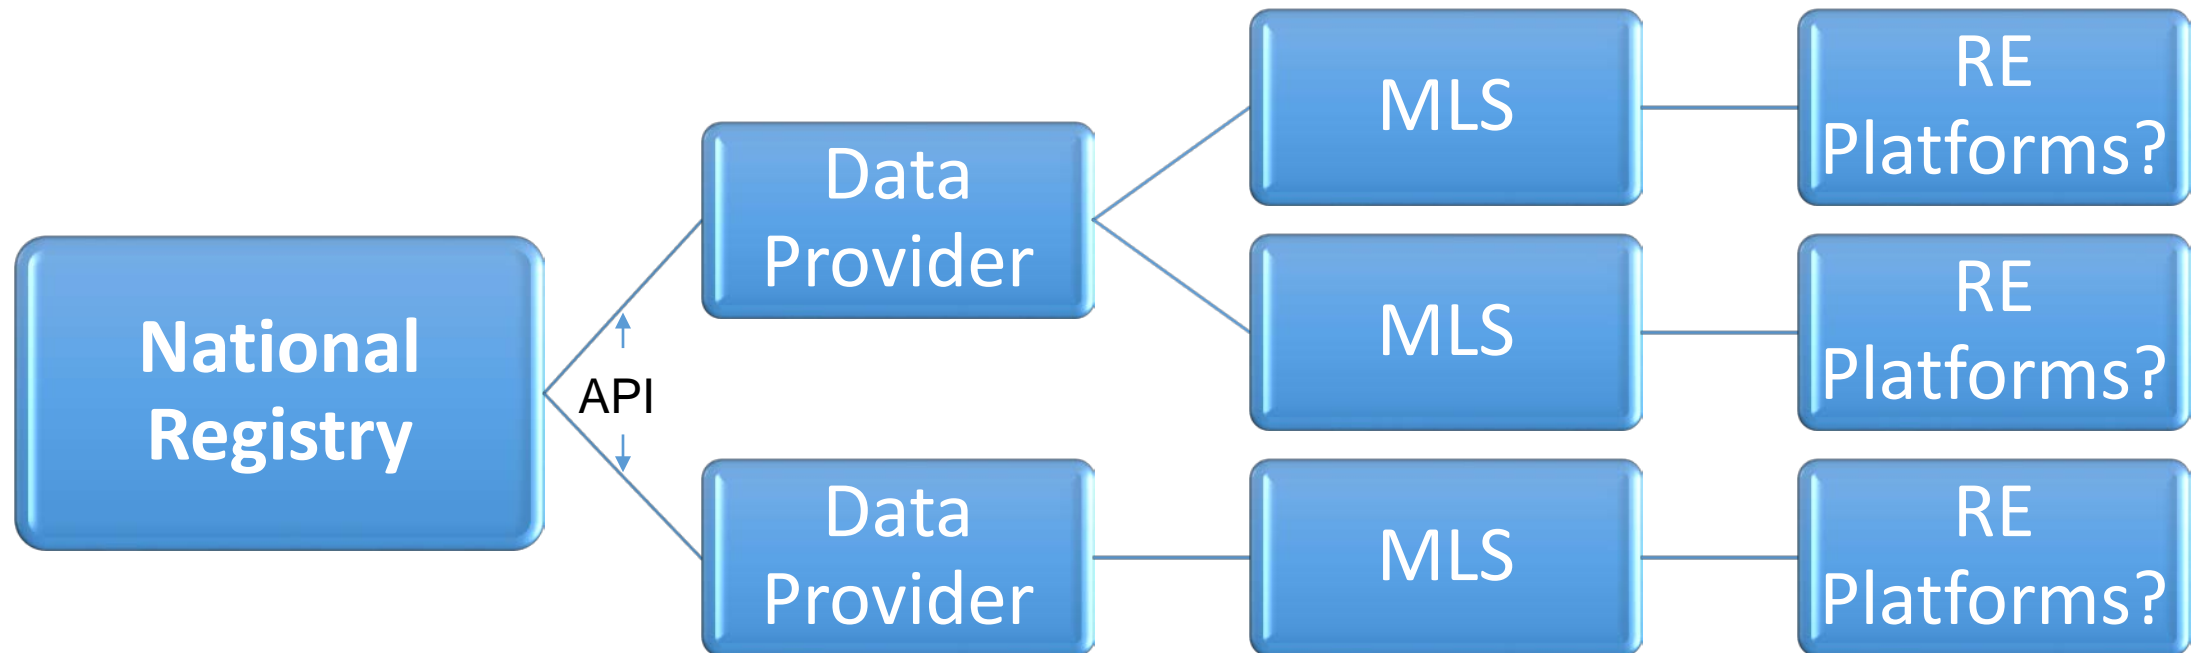 National
Registry
API
Data
Provider
Data
Provider
MLS
MLS
MLS
RE
Platforms?
RE
Platforms?
RE
Platforms?